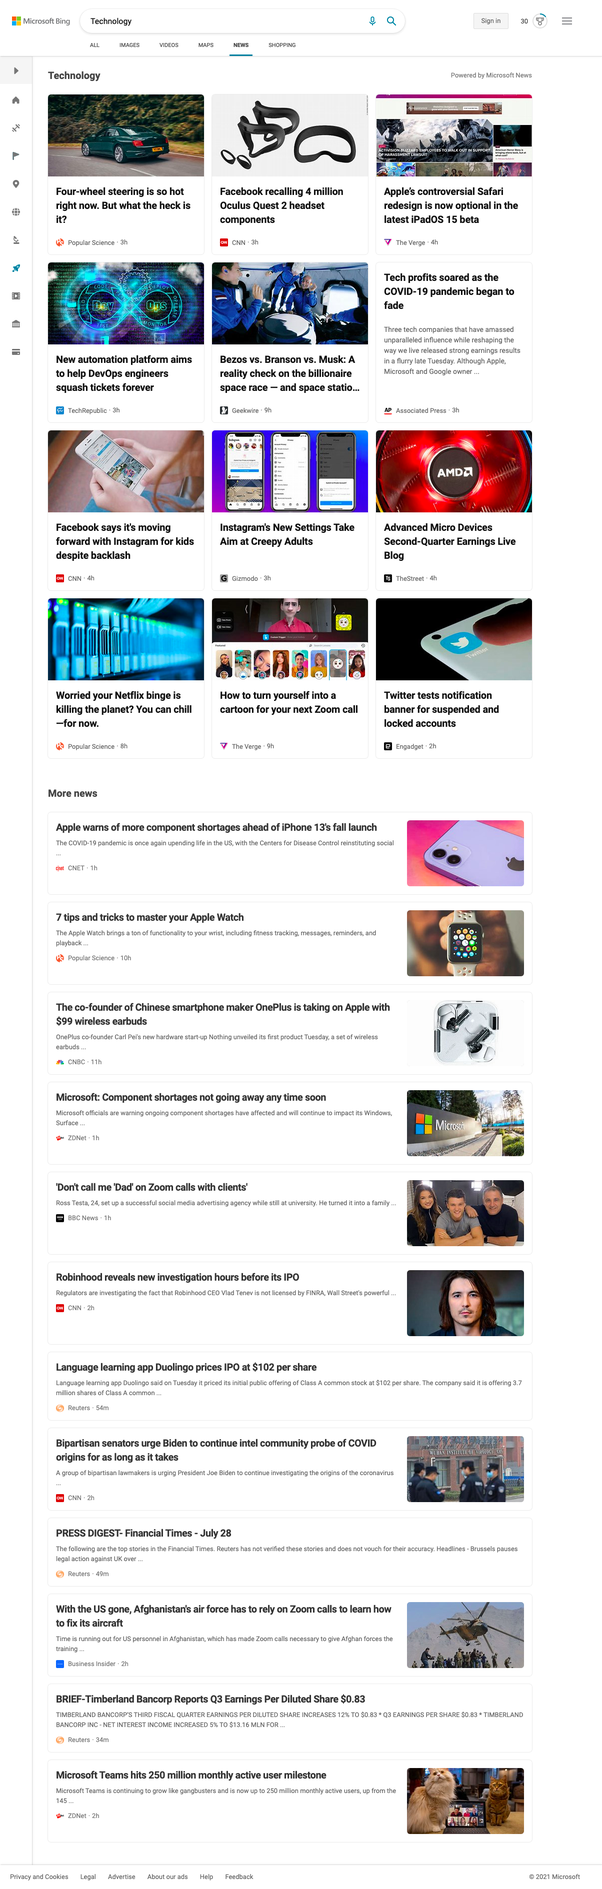 Microsoft Bing
Technology
Sign in
30
ALL
IMAGES
VIDEOS
MAPS
NEWS
SHOPPING
Technology
Powered by Microsoft News
Four-wheel steering is so hot
right now. But what the heck is
it?
Popular Science · 3h
Facebook recalling 4 million
Oculus Quest 2 headset
components
CNN · 3h
Apple's controversial Safari
redesign is now optional in the
latest iPadOS 15 beta
The Verge · 4h
Dev
Ops
New automation platform aims
to help DevOps engineers
squash tickets forever
TechRepublic · 3h
Bezos vs. Branson vs. Musk: A
reality check on the billionaire
space race — and space statio...
Geekwire · 9h
Tech profits soared as the
COVID-19 pandemic began to
fade
Three tech companies that have amassed
unparalleled influence while reshaping the
way we live released strong earnings results
in a flurry late Tuesday. Although Apple,
Microsoft and Google owner ...
AP
Associated Press · 3h
Facebook says it's moving
forward with Instagram for kids
despite backlash
CNN · 4h
Instagram's New Settings Take
Aim at Creepy Adults
Gizmodo · 3h
AMD
Advanced Micro Devices
Second-Quarter Earnings Live
Blog
TheStreet · 4h
Worried your Netflix binge is
killing the planet? You can chill
—for now.
Popular Science · 8h
How to turn yourself into a
cartoon for your next Zoom call
The Verge · 9h
Twitter tests notification
banner for suspended and
locked accounts
Engadget · 2h
More news
Apple warns of more component shortages ahead of iPhone 13's fall launch
The COVID-19 pandemic is once again upending life in the US, with the Centers for Disease Control reinstituting social
...
CNET · 1h
7 tips and tricks to master your Apple Watch
The Apple Watch brings a ton of functionality to your wrist, including fitness tracking, messages, reminders, and
playback ...
Popular Science · 10h
The co-founder of Chinese smartphone maker OnePlus is taking on Apple with
$99 wireless earbuds
OnePlus co-founder Carl Pei's new hardware start-up Nothing unveiled its first product Tuesday, a set of wireless
earbuds ...
CNBC · 11h
Microsoft: Component shortages not going away any time soon
Microsoft officials are warning ongoing component shortages have affected and will continue to impact its Windows,
Surface ...
ZDNet · 1h
Microsoft
'Don't call me 'Dad' on Zoom calls with clients'
Ross Testa, 24, set up a successful social media advertising agency while still at university. He turned it into a family ...
BBC News · 1h
Robinhood reveals new investigation hours before its IPO
Regulators are investigating the fact that Robinhood CEO Vlad Tenev is not licensed by FINRA, Wall Street's powerful ...
CNN · 2h
Language learning app Duolingo prices IPO at $102 per share
Language learning app Duolingo said on Tuesday it priced its initial public offering of Class A common stock at $102 per share. The company said it is offering 3.7
million shares of Class A common ...
Reuters · 54m
Bipartisan senators urge Biden to continue intel community probe of COVID
origins for as long as it takes
A group of bipartisan lawmakers is urging President Joe Biden to continue investigating the origins of the coronavirus
...
CNN · 2h
PRESS DIGEST- Financial Times - July 28
The following are the top stories in the Financial Times. Reuters has not verified these stories and does not vouch for their accuracy. Headlines - Brussels pauses
legal action against UK over ...
Reuters · 49m
With the US gone, Afghanistan's air force has to rely on Zoom calls to learn how
to fix its aircraft
Time is running out for US personnel in Afghanistan, which has made Zoom calls necessary to give Afghan forces the
training ...
Business Insider · 2h
BRIEF-Timberland Bancorp Reports Q3 Earnings Per Diluted Share $0.83
TIMBERLAND BANCORP'S THIRD FISCAL QUARTER EARNINGS PER DILUTED SHARE INCREASES 12% TO $0.83 * Q3 EARNINGS PER SHARE $0.83 * TIMBERLAND
BANCORP INC - NET INTEREST INCOME INCREASED 5% TO $13.16 MLN FOR ...
Reuters · 34m
Microsoft Teams hits 250 million monthly active user milestone
Microsoft Teams is continuing to grow like gangbusters and is now up to 250 million monthly active users, up from the
145 ...
ZDNet · 2h
Privacy and Cookies
Legal
Advertise
About our ads
Help
Feedback
© 2021 Microsoft